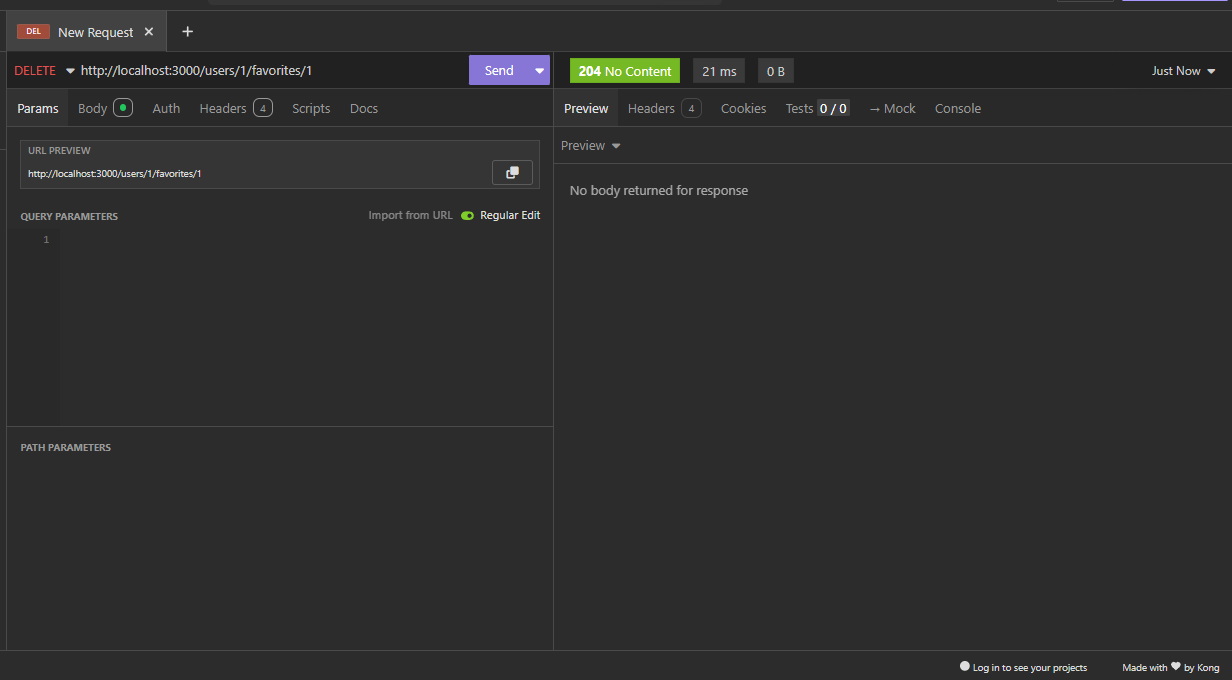 DEL New Request
DELETE http://localhost:3000/users/1/favorites/1 Send
204 No Content 21 ms 0 B Just Now
Params Body Auth Headers 4 Scripts Docs
Preview Headers 4 Cookies Tests 0 / 0 → Mock Console
URL PREVIEW
http://localhost:3000/users/1/favorites/1
Preview
No body returned for response
QUERY PARAMETERS Import from URL Regular Edit
1
PATH PARAMETERS
Log in to see your projects Made with ♥ by Kong